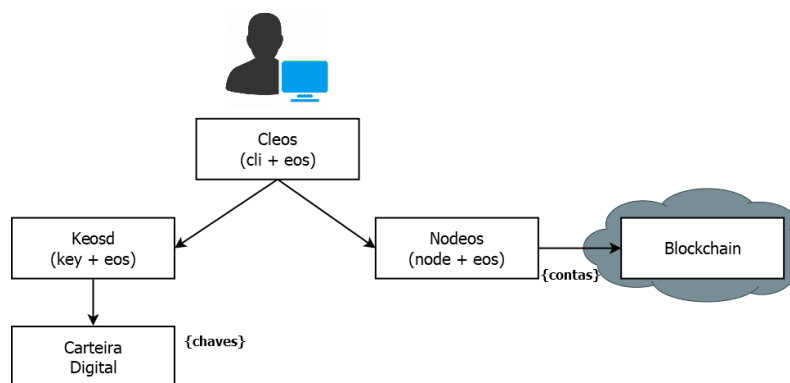 Cleos
(cli + eos)
Keosd
(key + eos)
Nodeos
(node + eos)
{contas}
Blockchain
Carteira
Digital
{chaves}